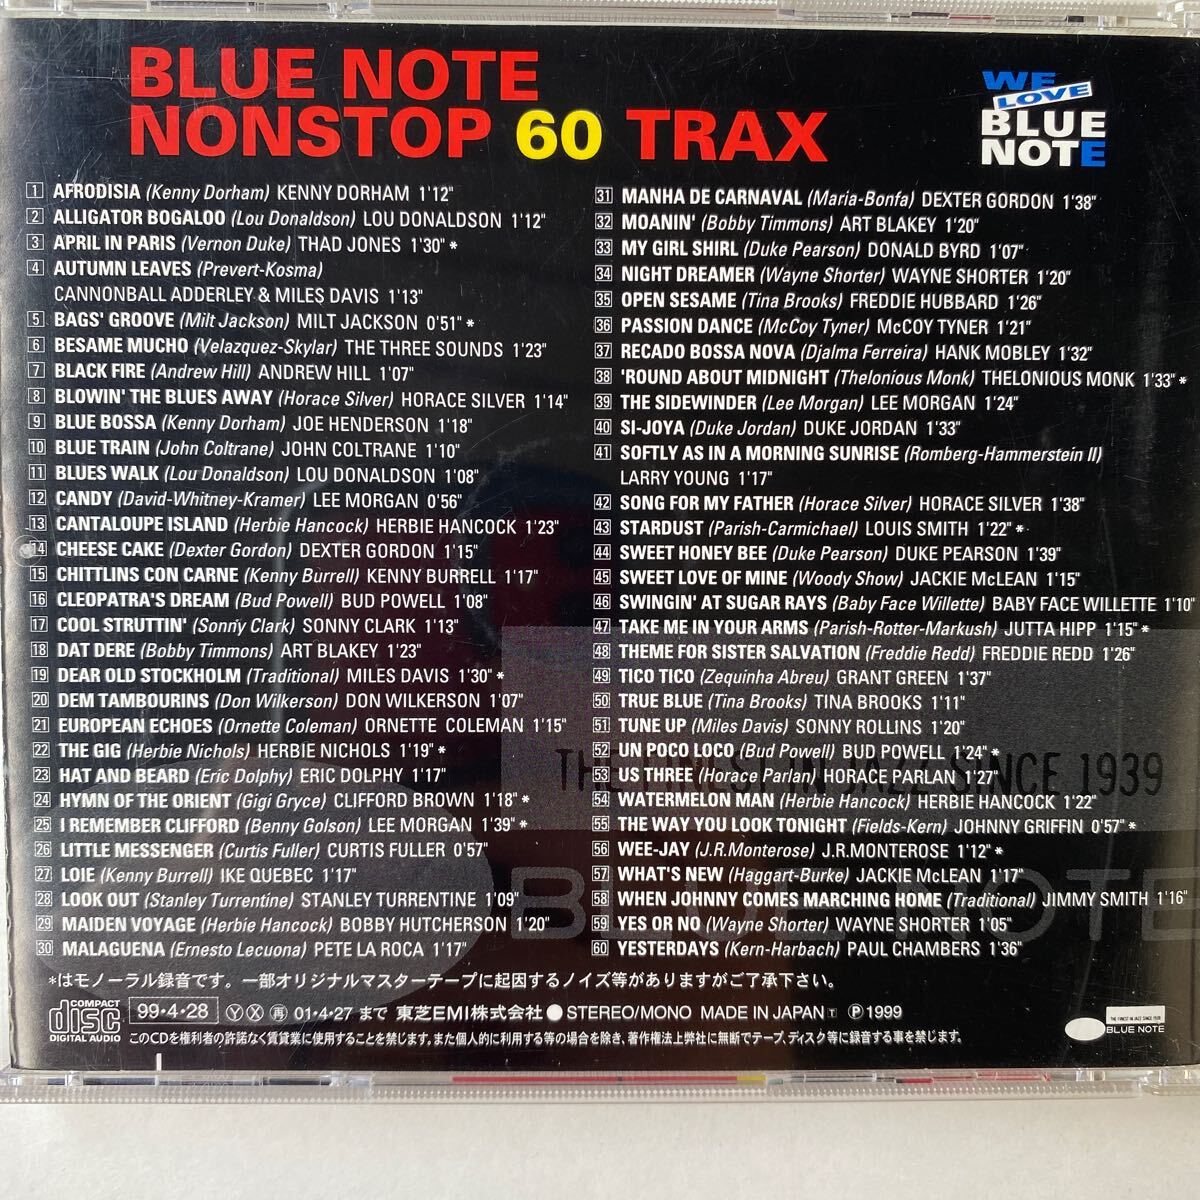 BLUE NOTE
NONSTOP 60 TRAX
WE
LOVE
BLUE
NOTE
1 AFRODISIA (Kenny Dorham) KENNY DORHAM 1'12"
2 ALLIGATOR BOGALOO (Lou Donaldson) LOU DONALDSON 1'12"
3 APRIL IN PARIS (Vernon Duke) THAD JONES 1'30" *
4 AUTUMN LEAVES (Prevert-Kosma)
CANNONBALL ADDERLEY & MILES DAVIS 1'13"
5 BAGS' GROOVE (Milt Jackson) MILT JACKSON 0'51" *
6 BESAME MUCHO (Velazquez-Skylar) THE THREE SOUNDS 1'23"
7 BLACK FIRE (Andrew Hill) ANDREW HILL 1'07"
8 BLOWIN' THE BLUES AWAY (Horace Silver) HORACE SILVER 1'14"
9 BLUE BOSSA (Kenny Dorham) JOE HENDERSON 1'18"
10 BLUE TRAIN (John Coltrane) JOHN COLTRANE 1'10"
11 BLUES WALK (Lou Donaldson) LOU DONALDSON 1'08"
12 CANDY (David-Whitney-Kramer) LEE MORGAN 0'56"
13 CANTALOUPE ISLAND (Herbie Hancock) HERBIE HANCOCK 1'23"
14 CHEESE CAKE (Dexter Gordon) DEXTER GORDON 1'15"
15 CHITTLINS CON CARNE (Kenny Burrell) KENNY BURRELL 1'17"
16 CLEOPATRA'S DREAM (Bud Powell) BUD POWELL 1'08"
17 COOL STRUTTIN' (Sonny Clark) SONNY CLARK 1'13"
18 DAT DERE (Bobby Timmons) ART BLAKEY 1'23"
19 DEAR OLD STOCKHOLM (Traditional) MILES DAVIS 1'30" *
20 DEM TAMBOURINS (Don Wilkerson) DON WILKERSON 1'07"
21 EUROPEAN ECHOES (Ornette Coleman) ORNETTE COLEMAN 1'15"
22 THE GIG (Herbie Nichols) HERBIE NICHOLS 1'19" *
23 HAT AND BEARD (Eric Dolphy) ERIC DOLPHY 1'17"
24 HYMN OF THE ORIENT (Gigi Gryce) CLIFFORD BROWN 1'18" *
25 I REMEMBER CLIFFORD (Benny Golson) LEE MORGAN 1'39" *
26 LITTLE MESSENGER (Curtis Fuller) CURTIS FULLER 0'57"
27 LOIE (Kenny Burrell) IKE QUEBEC 1'17"
28 LOOK OUT (Stanley Turrentine) STANLEY TURRENTINE 1'09"
29 MAIDEN VOYAGE (Herbie Hancock) BOBBY HUTCHERSON 1'20"
30 MALAGUENA (Ernesto Lecuona) PETE LA ROCA 1'17"
31 MANHA DE CARNAVAL (Maria-Bonfa) DEXTER GORDON 1'38"
32 MOANIN' (Bobby Timmons) ART BLAKEY 1'20"
33 MY GIRL SHIRL (Duke Pearson) DONALD BYRD 1'07"
34 NIGHT DREAMER (Wayne Shorter) WAYNE SHORTER 1'20"
35 OPEN SESAME (Tina Brooks) FREDDIE HUBBARD 1'26"
36 PASSION DANCE (McCoy Tyner) McCOY TYNER 1'21"
37 RECADO BOSSA NOVA (Djalma Ferreira) HANK MOBLEY 1'32"
38 'ROUND ABOUT MIDNIGHT (Thelonious Monk) THELONIOUS MONK 1'33" *
39 THE SIDEWINDER (Lee Morgan) LEE MORGAN 1'24"
40 SI-JOYA (Duke Jordan) DUKE JORDAN 1'33"
41 SOFTLY AS IN A MORNING SUNRISE (Romberg-Hammerstein II)
LARRY YOUNG 1'17"
42 SONG FOR MY FATHER (Horace Silver) HORACE SILVER 1'38"
43 STARDUST (Parish-Carmichael) LOUIS SMITH 1'22" *
44 SWEET HONEY BEE (Duke Pearson) DUKE PEARSON 1'39"
45 SWEET LOVE OF MINE (Woody Show) JACKIE McLEAN 1'15"
46 SWINGIN' AT SUGAR RAYS (Baby Face Willette) BABY FACE WILLETTE 1'10"
47 TAKE ME IN YOUR ARMS (Parish-Rotter-Markush) JUTTA HIPP 1'15" *
48 THEME FOR SISTER SALVATION (Freddie Redd) FREDDIE REDD 1'26"
49 TICO TICO (Zequinha Abreu) GRANT GREEN 1'37"
50 TRUE BLUE (Tina Brooks) TINA BROOKS 1'11"
51 TUNE UP (Miles Davis) SONNY ROLLINS 1'20"
52 UN POCO LOCO (Bud Powell) BUD POWELL 1'24" *
53 US THREE (Horace Parlan) HORACE PARLAN 1'27"
54 WATERMELON MAN (Herbie Hancock) HERBIE HANCOCK 1'22"
55 THE WAY YOU LOOK TONIGHT (Fields-Kern) JOHNNY GRIFFIN 0'57" *
56 WEE-JAY (J.R.Monterose) J.R.MONTEROSE 1'12" *
57 WHAT'S NEW (Haggart-Burke) JACKIE McLEAN 1'17"
58 WHEN JOHNNY COMES MARCHING HOME (Traditional) JIMMY SMITH 1'16"
59 YES OR NO (Wayne Shorter) WAYNE SHORTER 1'05"
60 YESTERDAYS (Kern-Harbach) PAUL CHAMBERS 1'36"
THE FINEST IN JAZZ SINCE 1939
BLUE NOTE
*はモノーラル録音です。一部オリジナルマスターテープに起因するノイズ等がありますがご了承下さい。
COMPACT
disc
DIGITAL AUDIO
99・4・28 Ⓨ Ⓧ 再 01・4・27 まで 東芝EMI株式会社 ● STEREO/MONO MADE IN JAPAN T Ⓟ 1999
このCDを権利者の許諾なく賃貸業に使用することを禁じます。また個人的に利用する等の場合を除き、著作権法上弊社に無断でテープ、ディスク等に録音する事を禁じます。
THE FINEST IN JAZZ SINCE 1939
BLUE NOTE